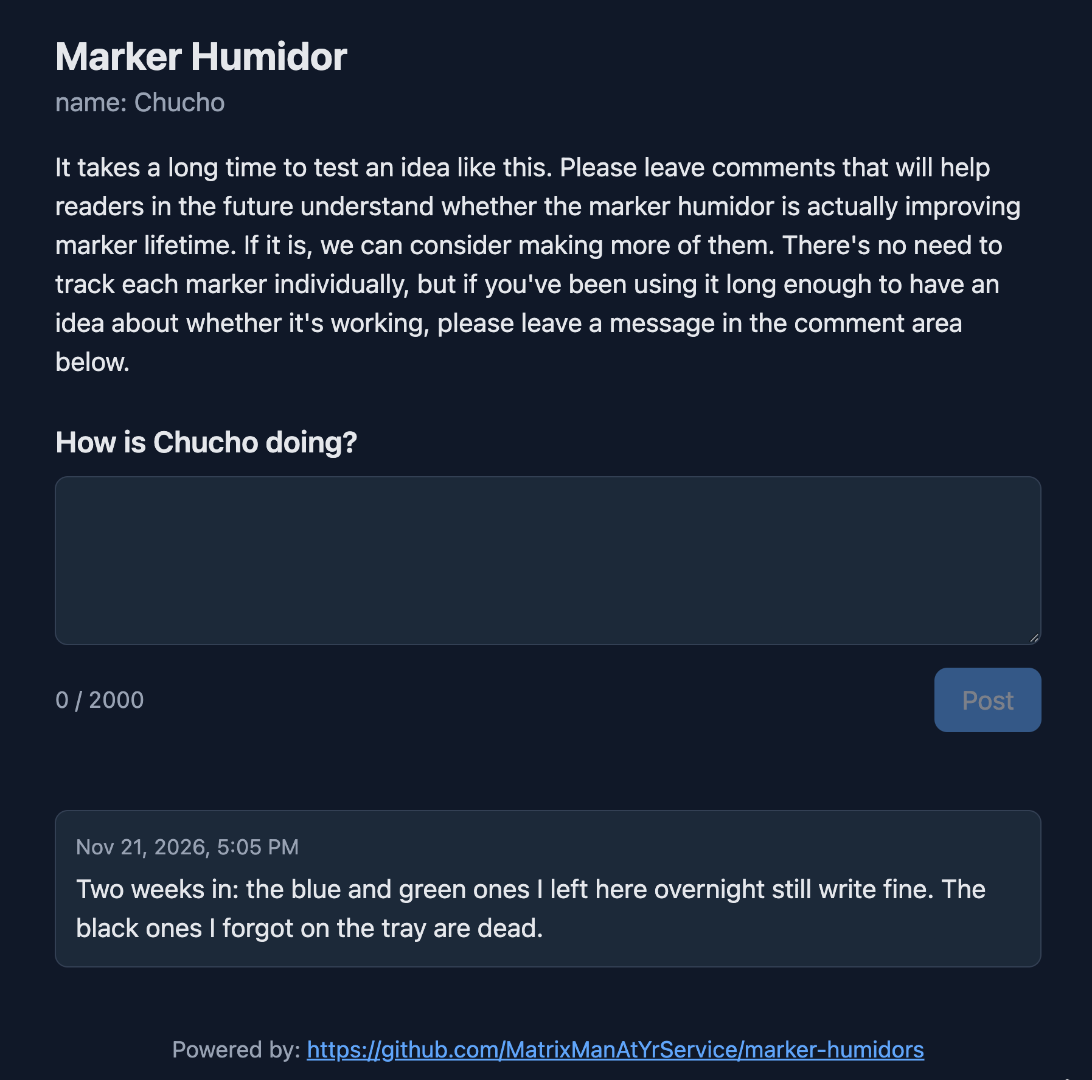 Marker Humidor
name: Chucho
It takes a long time to test an idea like this. Please leave comments that will help
readers in the future understand whether the marker humidor is actually improving
marker lifetime. If it is, we can consider making more of them. There's no need to
track each marker individually, but if you've been using it long enough to have an
idea about whether it's working, please leave a message in the comment area
below.
How is Chucho doing?
0 / 2000
Post
Nov 21, 2026, 5:05 PM
Two weeks in: the blue and green ones I left here overnight still write fine. The
black ones I forgot on the tray are dead.
Powered by: https://github.com/MatrixManAtYrService/marker-humidors